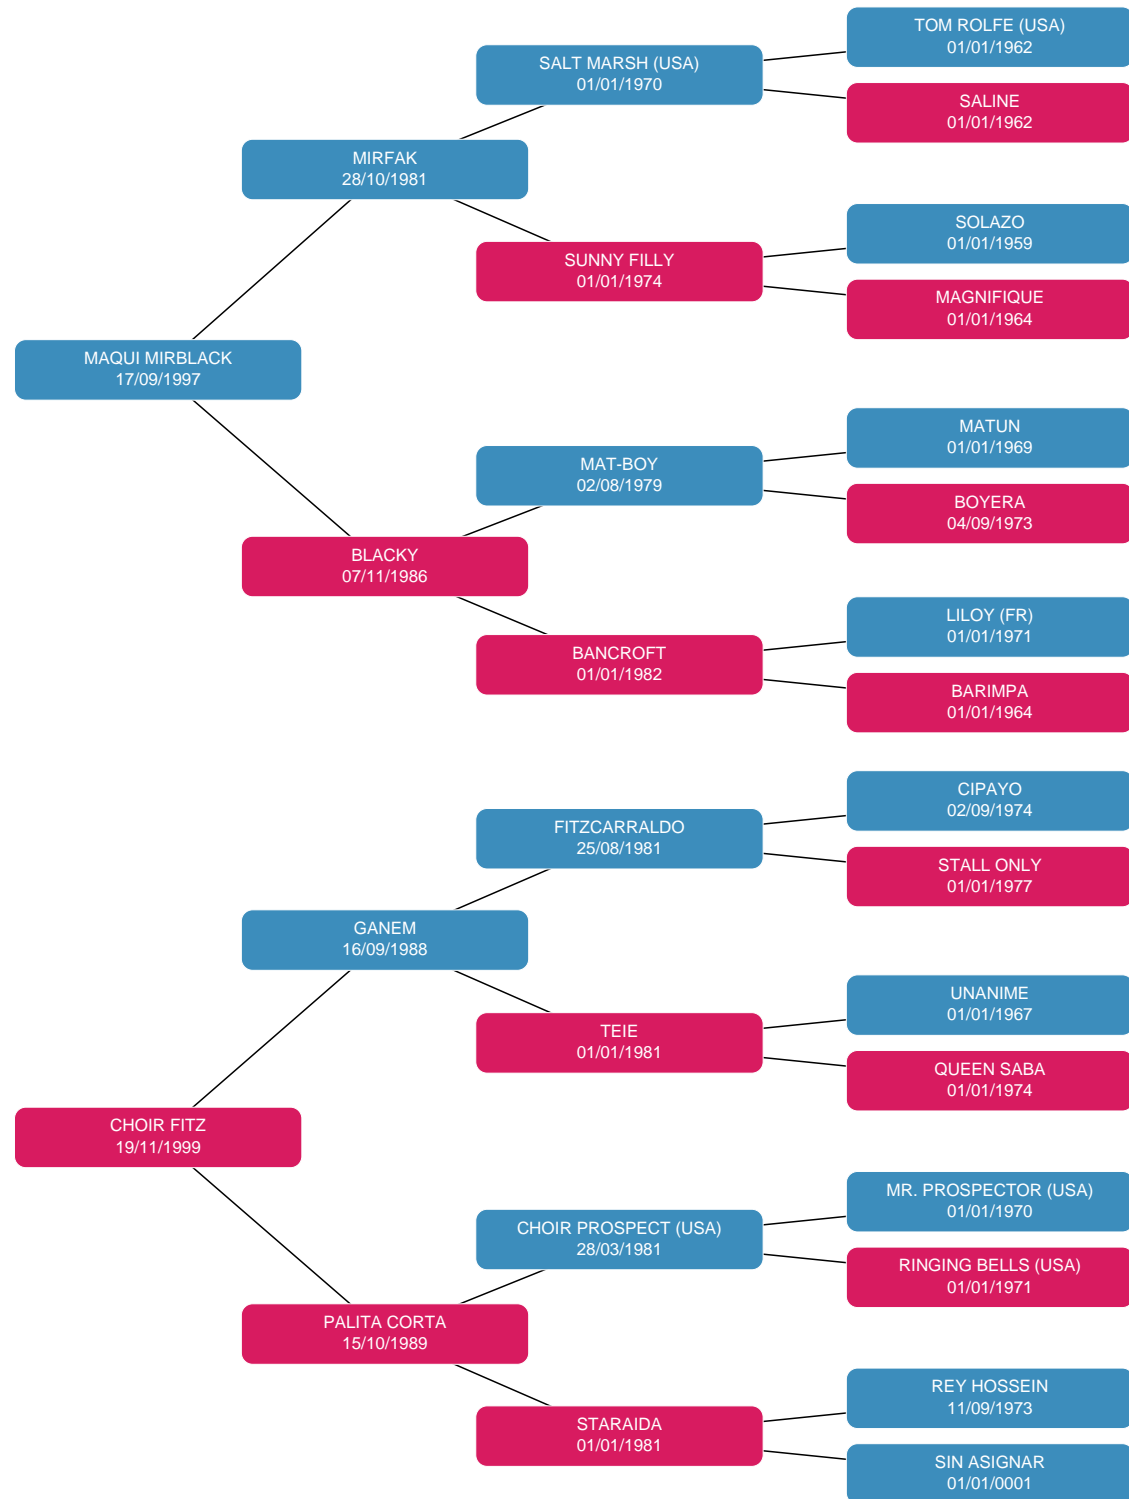 TOM ROLFE (USA)
01/01/1962
SALT MARSH (USA)
01/01/1970
SALINE
01/01/1962
MIRFAK
28/10/1981
SOLAZO
01/01/1959
SUNNY FILLY
01/01/1974
MAGNIFIQUE
01/01/1964
MAQUI MIRBLACK
17/09/1997
MATUN
01/01/1969
MAT-BOY
02/08/1979
BOYERA
04/09/1973
BLACKY
07/11/1986
LILOY (FR)
01/01/1971
BANCROFT
01/01/1982
BARIMPA
01/01/1964
CIPAYO
02/09/1974
FITZCARRALDO
25/08/1981
STALL ONLY
01/01/1977
GANEM
16/09/1988
UNANIME
01/01/1967
TEIE
01/01/1981
QUEEN SABA
01/01/1974
CHOIR FITZ
19/11/1999
MR. PROSPECTOR (USA)
01/01/1970
CHOIR PROSPECT (USA)
28/03/1981
RINGING BELLS (USA)
01/01/1971
PALITA CORTA
15/10/1989
REY HOSSEIN
11/09/1973
STARAIDA
01/01/1981
SIN ASIGNAR
01/01/0001